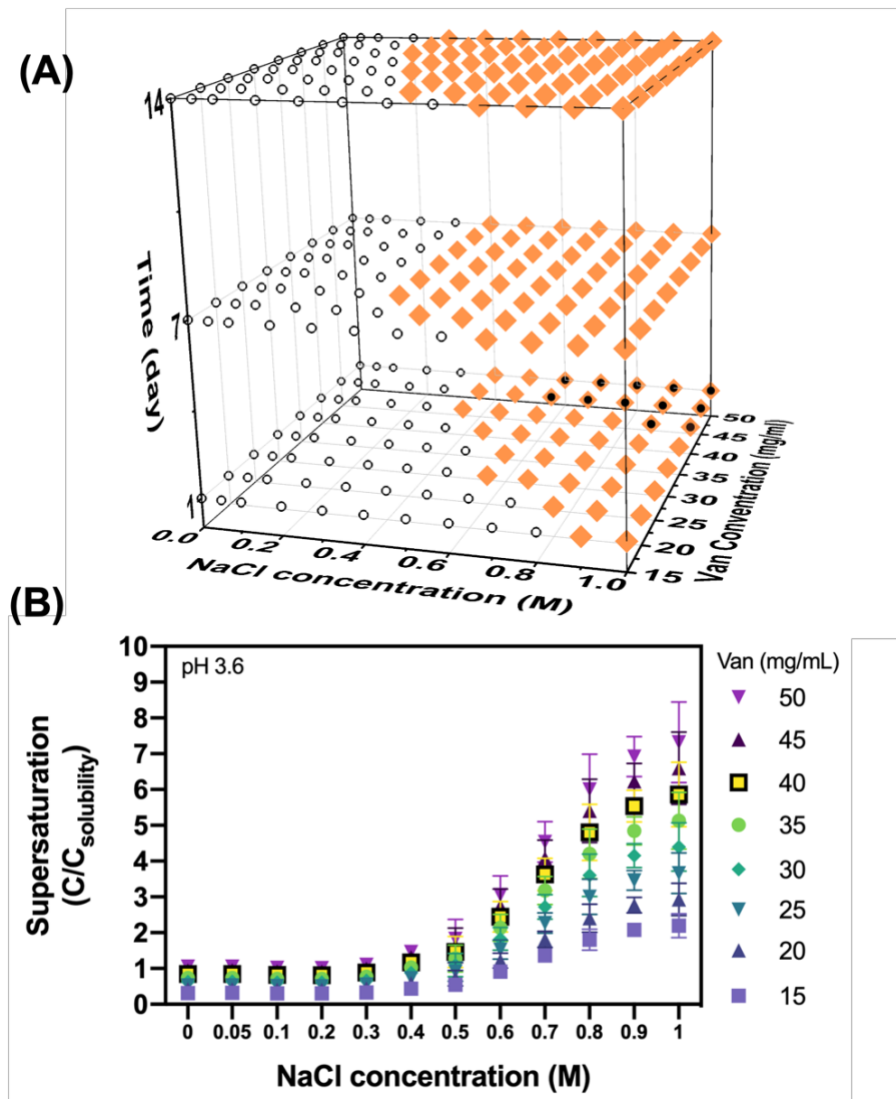 (A)
14
7
1
Time (day)
0.0 0.2 0.4 0.6 0.8 1.0
NaCl concentration (M)
50
45
40
35
30
25
20
15
Van Conventration (mg/ml)
(B)
10
9
8
7
6
5
4
3
2
1
0
Supersaturation
(C/Csolubility)
pH 3.6
0 0.05 0.1 0.2 0.3 0.4 0.5 0.6 0.7 0.8 0.9 1
NaCl concentration (M)
Van (mg/mL)
50
45
40
35
30
25
20
15